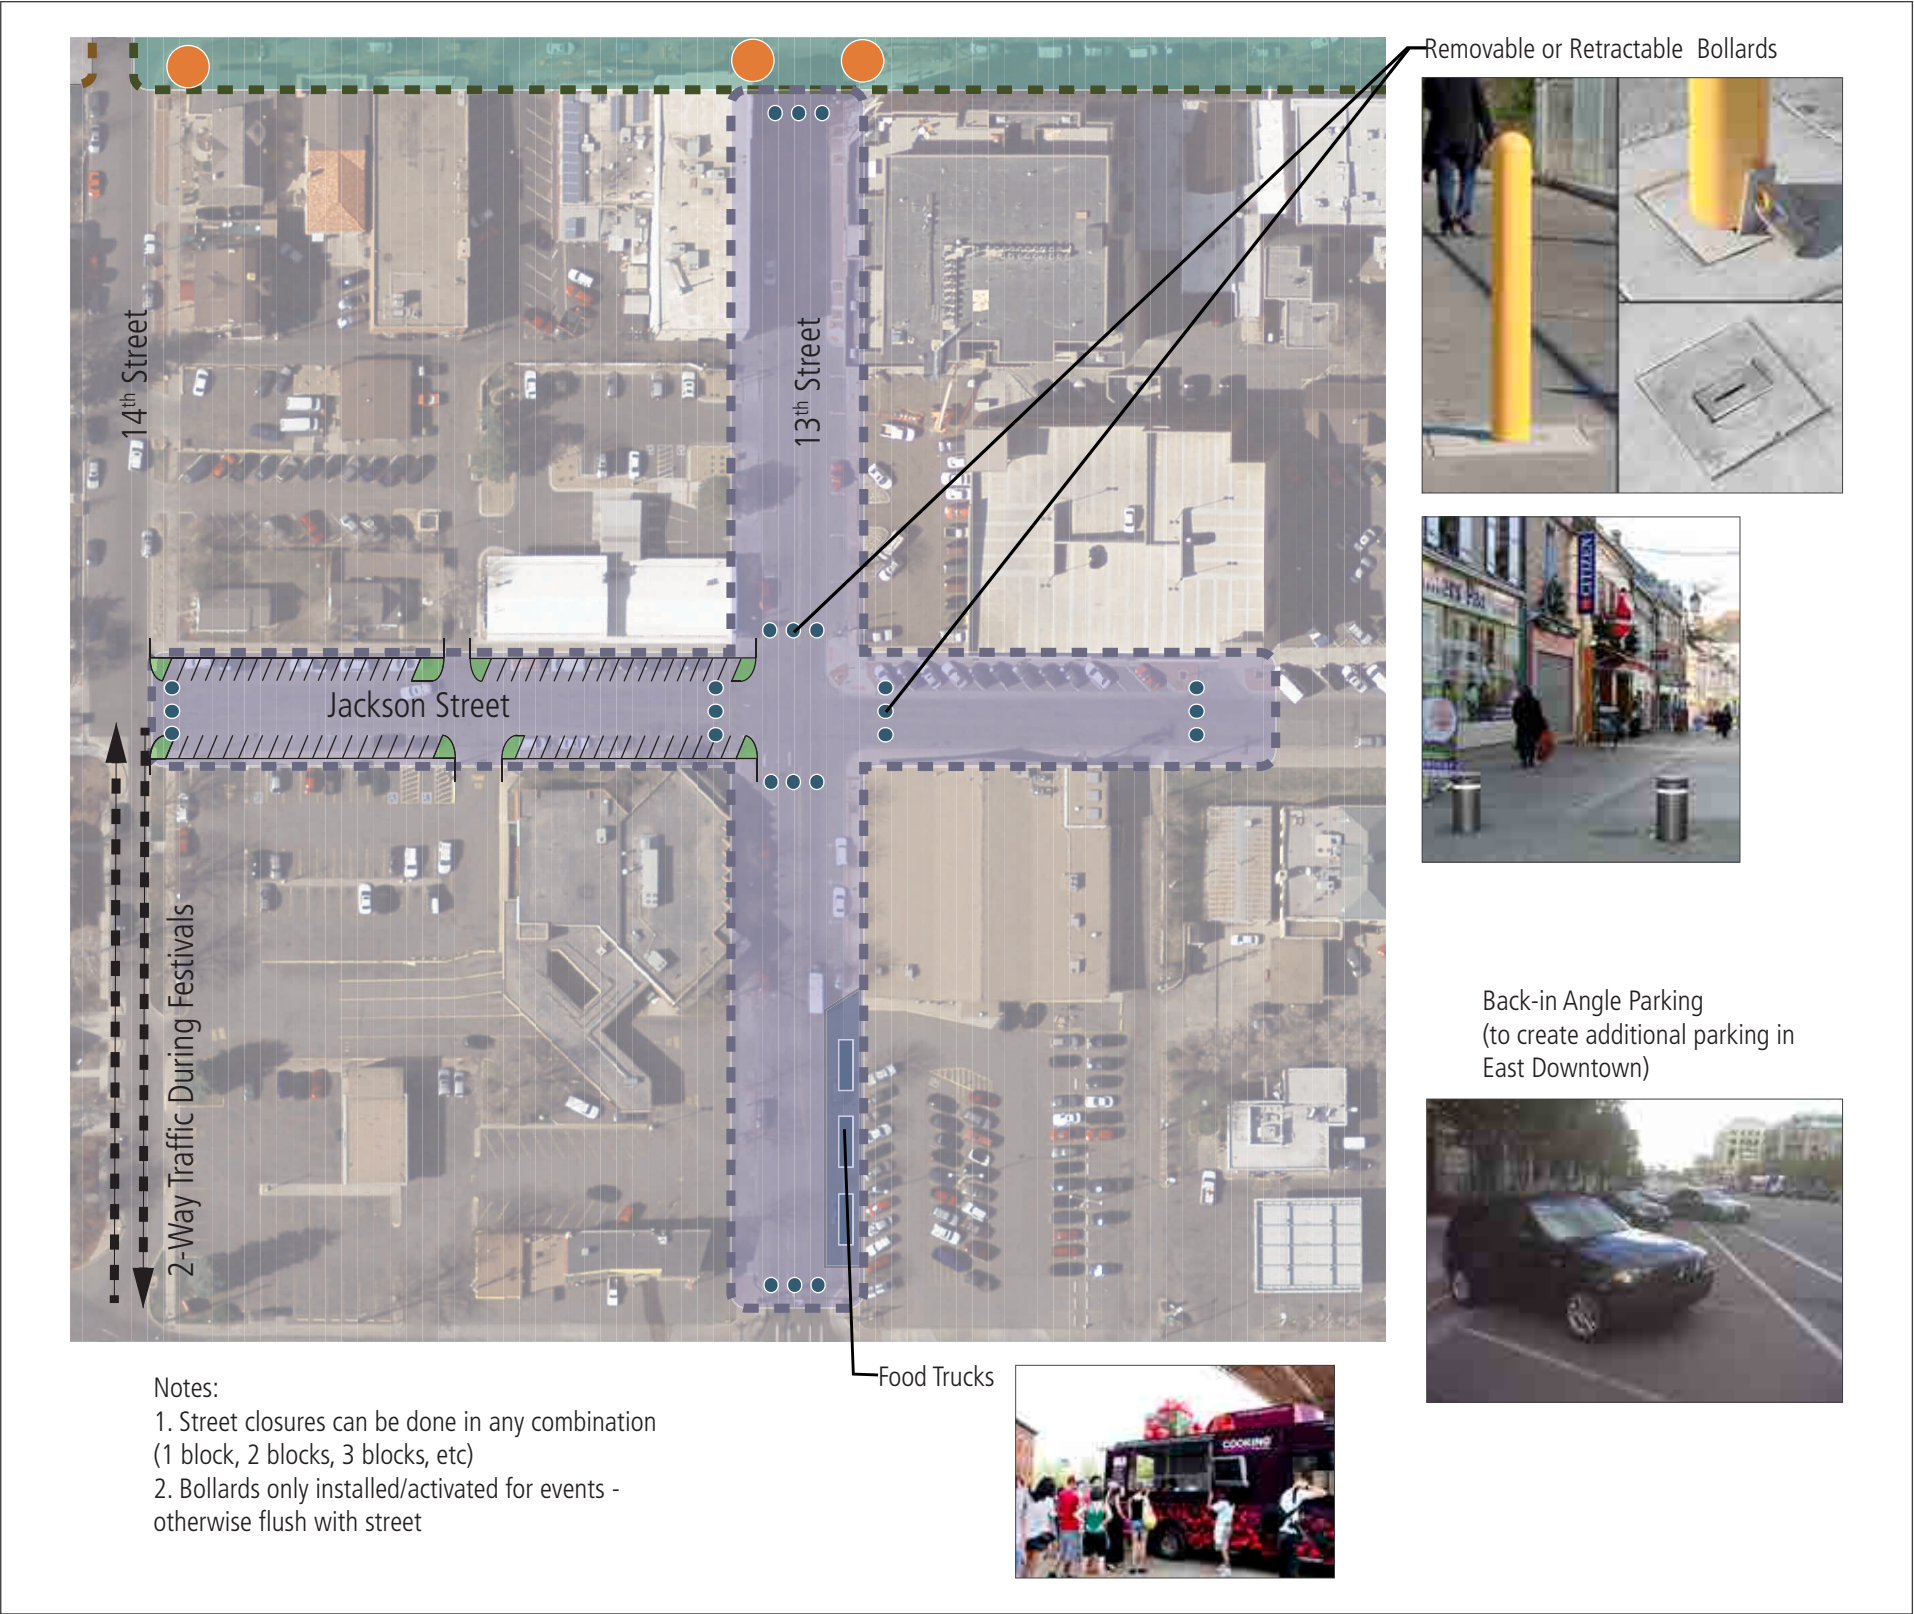 Removable or Retractable Bollards
14th Street
13th Street
CITIZEN
Jackson Street
2-Way Traffic During Festivals
Back-in Angle Parking
(to create additional parking in
East Downtown)
Food Trucks
COOKING
Notes:
1. Street closures can be done in any combination
(1 block, 2 blocks, 3 blocks, etc)
2. Bollards only installed/activated for events -
otherwise flush with street